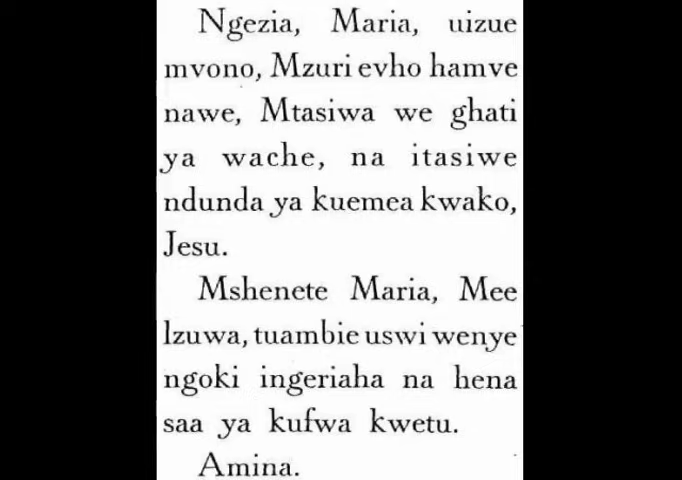 Ngezia, Maria, uizue
mvono, Mzuri evho hamve
nawe, Mtasiwa we ghati
ya wache, na itasiwe
ndunda ya kuemea kwako,
Jesu.
Mshenete Maria, Mee
lzuwa, tuambie uswi wenye
ngoki ingeriaha na hena
saa ya kufwa kwetu.
Amina.